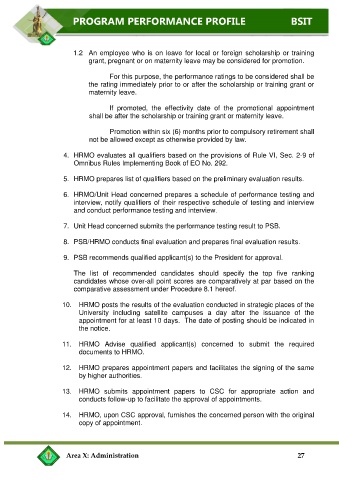 PROGRAM PERFORMANCE PROFILE BSIT
1.2 An employee who is on leave for local or foreign scholarship or training
grant, pregnant or on maternity leave may be considered for promotion.
For this purpose, the performance ratings to be considered shall be
the rating immediately prior to or after the scholarship or training grant or
maternity leave.
If promoted, the effectivity date of the promotional appointment
shall be after the scholarship or training grant or maternity leave.
Promotion within six (6) months prior to compulsory retirement shall
not be allowed except as otherwise provided by law.
4. HRMO evaluates all qualifiers based on the provisions of Rule VI, Sec. 2-9 of
Omnibus Rules Implementing Book of EO No. 292.
5. HRMO prepares list of qualifiers based on the preliminary evaluation results.
6. HRMO/Unit Head concerned prepares a schedule of performance testing and
interview, notify qualifiers of their respective schedule of testing and interview
and conduct performance testing and interview.
7. Unit Head concerned submits the performance testing result to PSB.
8. PSB/HRMO conducts final evaluation and prepares final evaluation results.
9. PSB recommends qualified applicant(s) to the President for approval.
The list of recommended candidates should specify the top five ranking
candidates whose over-all point scores are comparatively at par based on the
comparative assessment under Procedure 8.1 hereof.
10. HRMO posts the results of the evaluation conducted in strategic places of the
University including satellite campuses a day after the issuance of the
appointment for at least 10 days. The date of posting should be indicated in
the notice.
11. HRMO Advise qualified applicant(s) concerned to submit the required
documents to HRMO.
12. HRMO prepares appointment papers and facilitates the signing of the same
by higher authorities.
13. HRMO submits appointment papers to CSC for appropriate action and
conducts follow-up to facilitate the approval of appointments.
14. HRMO, upon CSC approval, furnishes the concerned person with the original
copy of appointment.
Area X: Administration 27